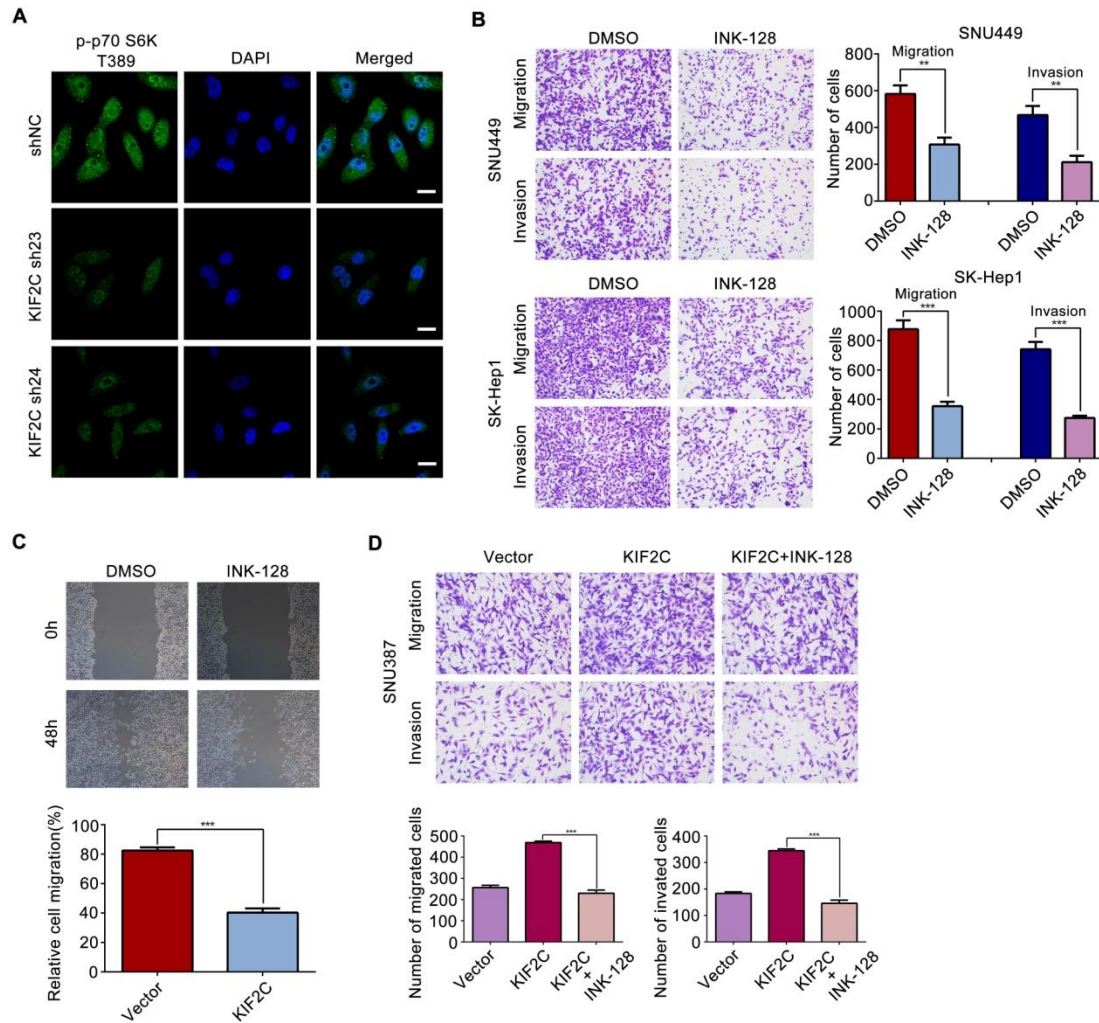 A
p-p70 S6K
T389
DAPI
Merged
shNC
KIF2C sh23
KIF2C sh24
B
DMSO
INK-128
SNU449
Migration
Invasion
SNU449
Migration
**
Invasion
**
Number of cells
800
600
400
200
0
DMSO
INK-128
DMSO
INK-128
DMSO
INK-128
SK-Hep1
Migration
Invasion
SK-Hep1
Migration
***
Invasion
***
Number of cells
1000
800
600
400
200
0
DMSO
INK-128
DMSO
INK-128
C
DMSO
INK-128
0h
48h
Relative cell migration(%)
100
80
60
40
20
0
***
Vector
KIF2C
D
Vector
KIF2C
KIF2C+INK-128
SNU387
Migration
Invasion
Number of migrated cells
500
400
300
200
100
0
***
Vector
KIF2C
KIF2C
+
INK-128
Number of invated cells
400
300
200
100
0
***
Vector
KIF2C
KIF2C
+
INK-128